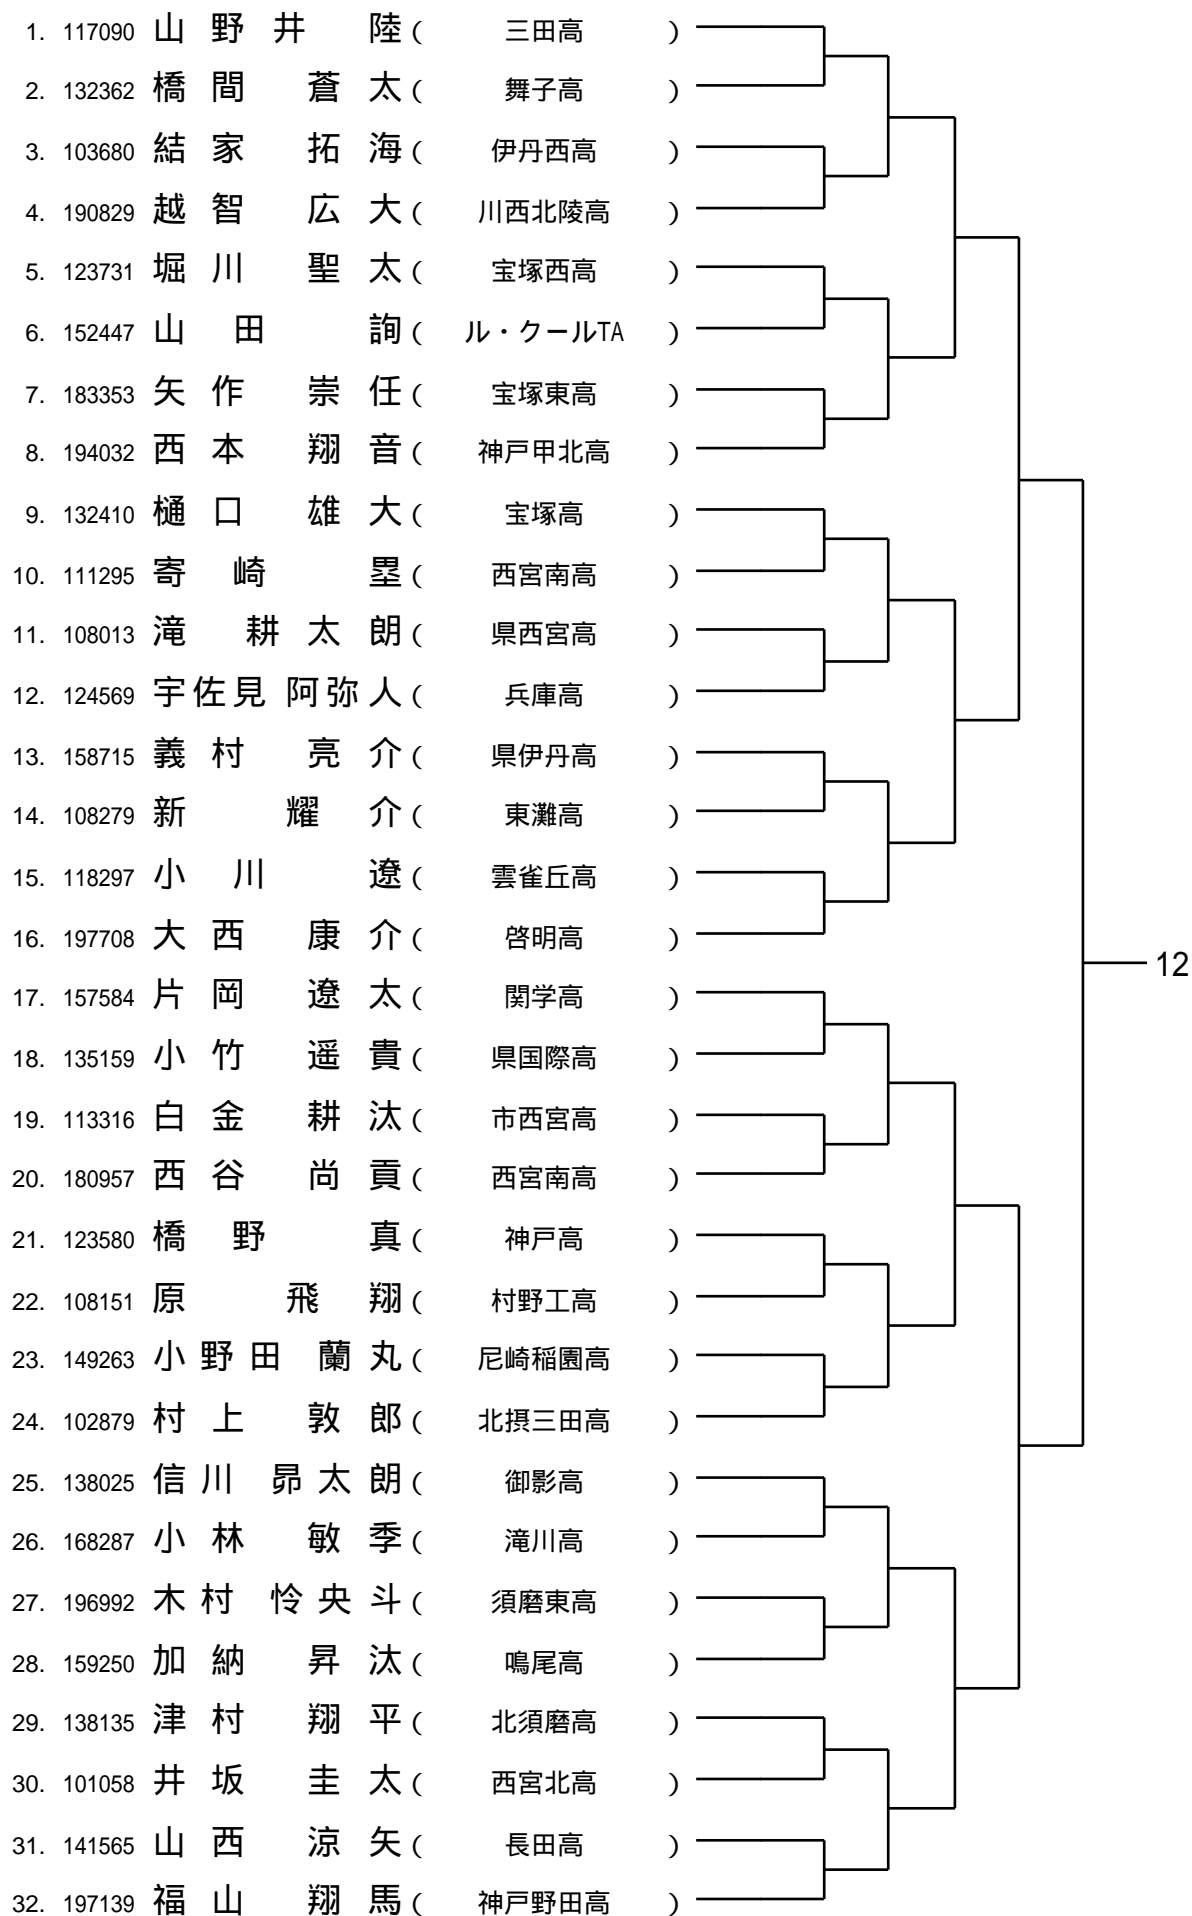 1. 117090 山野井 陸 ( 三田高 )
2. 132362 橋間 蒼太 ( 舞子高 )
3. 103680 結家 拓海 ( 伊丹西高 )
4. 190829 越智 広大 ( 川西北陵高 )
5. 123731 堀川 聖太 ( 宝塚西高 )
6. 152447 山田 詢 ( ル・クールTA )
7. 183353 矢作 崇任 ( 宝塚東高 )
8. 194032 西本 翔音 ( 神戸甲北高 )
9. 132410 樋口 雄大 ( 宝塚高 )
10. 111295 寄崎 塁 ( 西宮南高 )
11. 108013 滝 耕太朗 ( 県西宮高 )
12. 124569 宇佐見 阿弥人 ( 兵庫高 )
13. 158715 義村 亮介 ( 県伊丹高 )
14. 108279 新 耀介 ( 東灘高 )
15. 118297 小川 遼 ( 雲雀丘高 )
16. 197708 大西 康介 ( 啓明高 )
12
17. 157584 片岡 遼太 ( 関学高 )
18. 135159 小竹 遥貴 ( 県国際高 )
19. 113316 白金 耕汰 ( 市西宮高 )
20. 180957 西谷 尚貢 ( 西宮南高 )
21. 123580 橋野 真 ( 神戸高 )
22. 108151 原 飛翔 ( 村野工高 )
23. 149263 小野田 蘭丸 ( 尼崎稲園高 )
24. 102879 村上 敦郎 ( 北摂三田高 )
25. 138025 信川 昴太朗 ( 御影高 )
26. 168287 小林 敏季 ( 滝川高 )
27. 196992 木村 怜央斗 ( 須磨東高 )
28. 159250 加納 昇汰 ( 鳴尾高 )
29. 138135 津村 翔平 ( 北須磨高 )
30. 101058 井坂 圭太 ( 西宮北高 )
31. 141565 山西 涼矢 ( 長田高 )
32. 197139 福山 翔馬 ( 神戸野田高 )